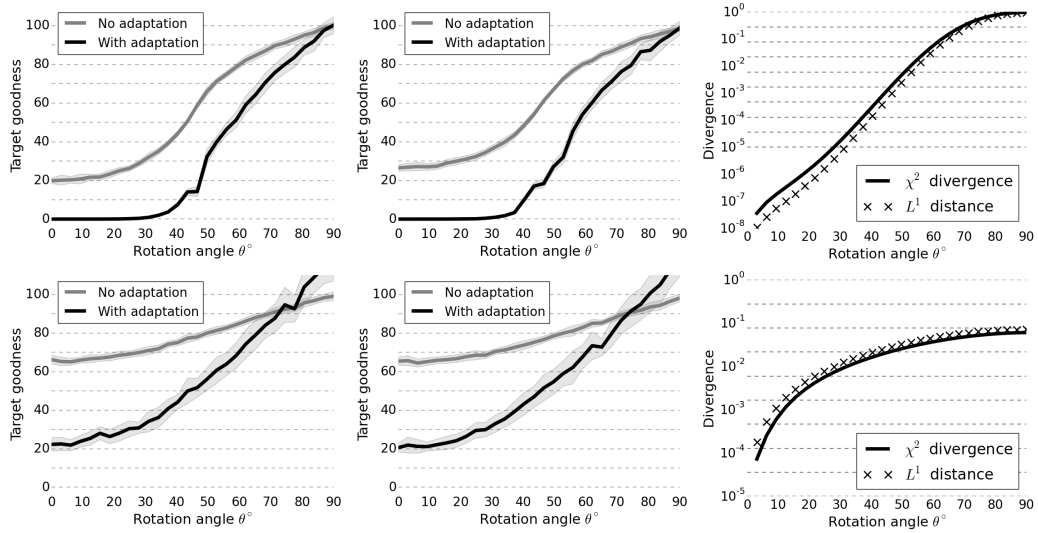 Target goodness
100
80
60
40
20
0
No adaptation
With adaptation
0 10 20 30 40 50 60 70 80 90
Rotation angle θ°
Target goodness
100
80
60
40
20
0
No adaptation
With adaptation
0 10 20 30 40 50 60 70 80 90
Rotation angle θ°
Divergence
10^0
10^-1
10^-2
10^-3
10^-4
10^-5
10^-6
10^-7
10^-8
χ² divergence
L¹ distance
0 10 20 30 40 50 60 70 80 90
Rotation angle θ°
Target goodness
100
80
60
40
20
0
No adaptation
With adaptation
0 10 20 30 40 50 60 70 80 90
Rotation angle θ°
Target goodness
100
80
60
40
20
0
No adaptation
With adaptation
0 10 20 30 40 50 60 70 80 90
Rotation angle θ°
Divergence
10^0
10^-1
10^-2
10^-3
10^-4
10^-5
χ² divergence
L¹ distance
0 10 20 30 40 50 60 70 80 90
Rotation angle θ°